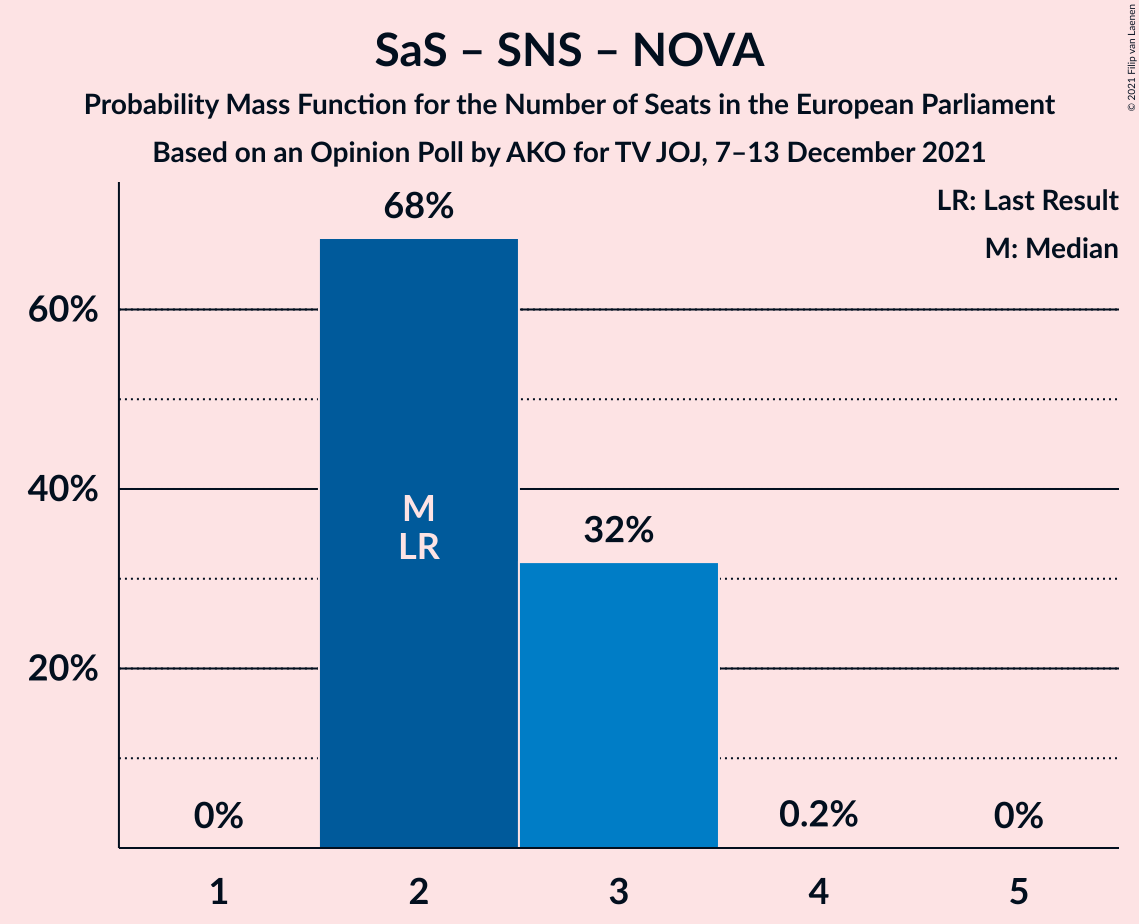 SaS – SNS – NOVA
Probability Mass Function for the Number of Seats in the European Parliament
Based on an Opinion Poll by AKO for TV JOJ, 7–13 December 2021
© 2021 Filip van Laenen
LR: Last Result
M: Median
68%
60%
40%
M
LR
32%
20%
0%
0.2%
0%
1
2
3
4
5